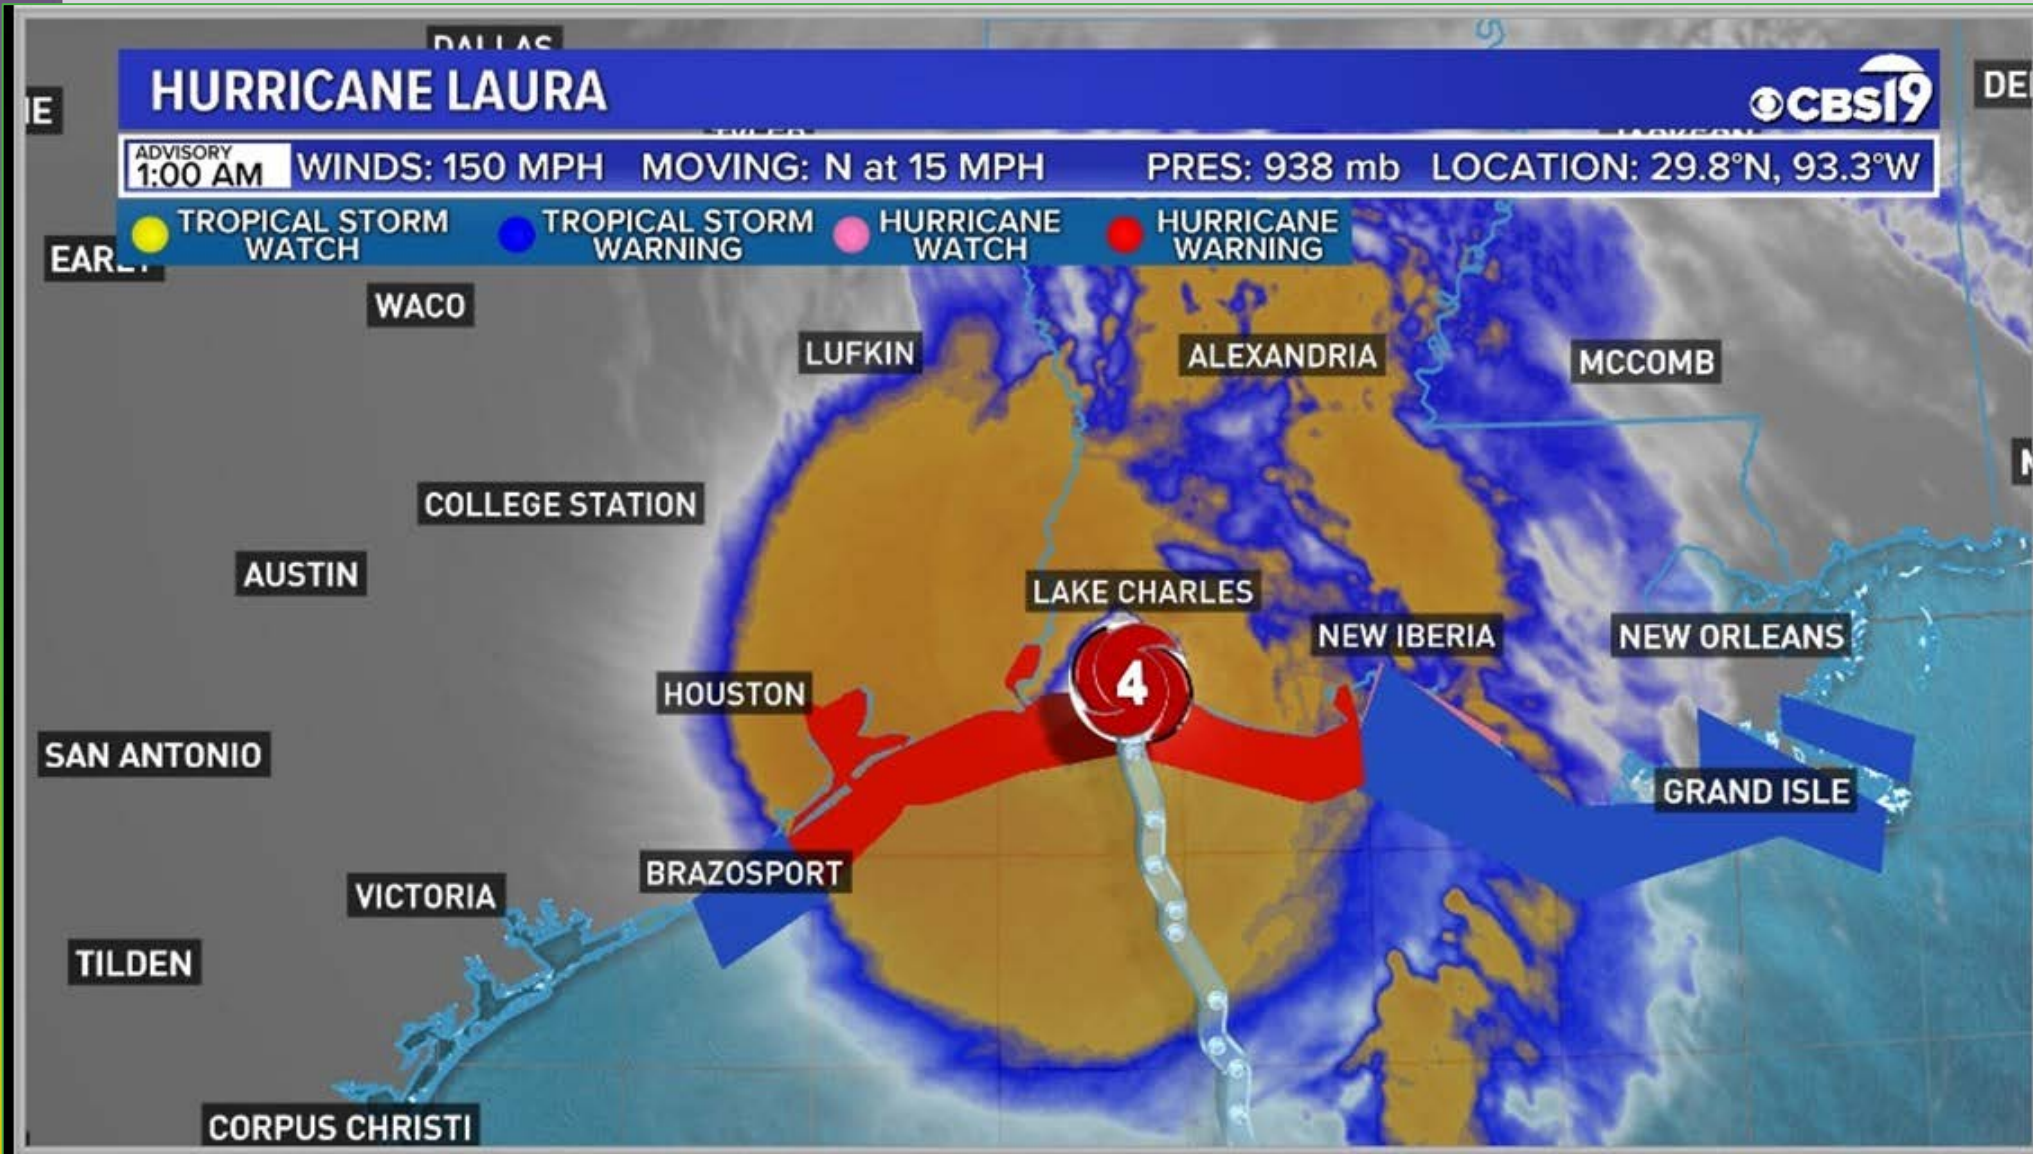 DALLAS
HURRICANE LAURA
CBS19
ADVISORY
1:00 AM
WINDS: 150 MPH MOVING: N at 15 MPH PRES: 938 mb LOCATION: 29.8°N, 93.3°W
TROPICAL STORM
WATCH
TROPICAL STORM
WARNING
HURRICANE
WATCH
HURRICANE
WARNING
WACO
LUFKIN
ALEXANDRIA
MCCOMB
COLLEGE STATION
AUSTIN
LAKE CHARLES
NEW IBERIA
NEW ORLEANS
4
HOUSTON
SAN ANTONIO
GRAND ISLE
BRAZOSPORT
VICTORIA
TILDEN
CORPUS CHRISTI